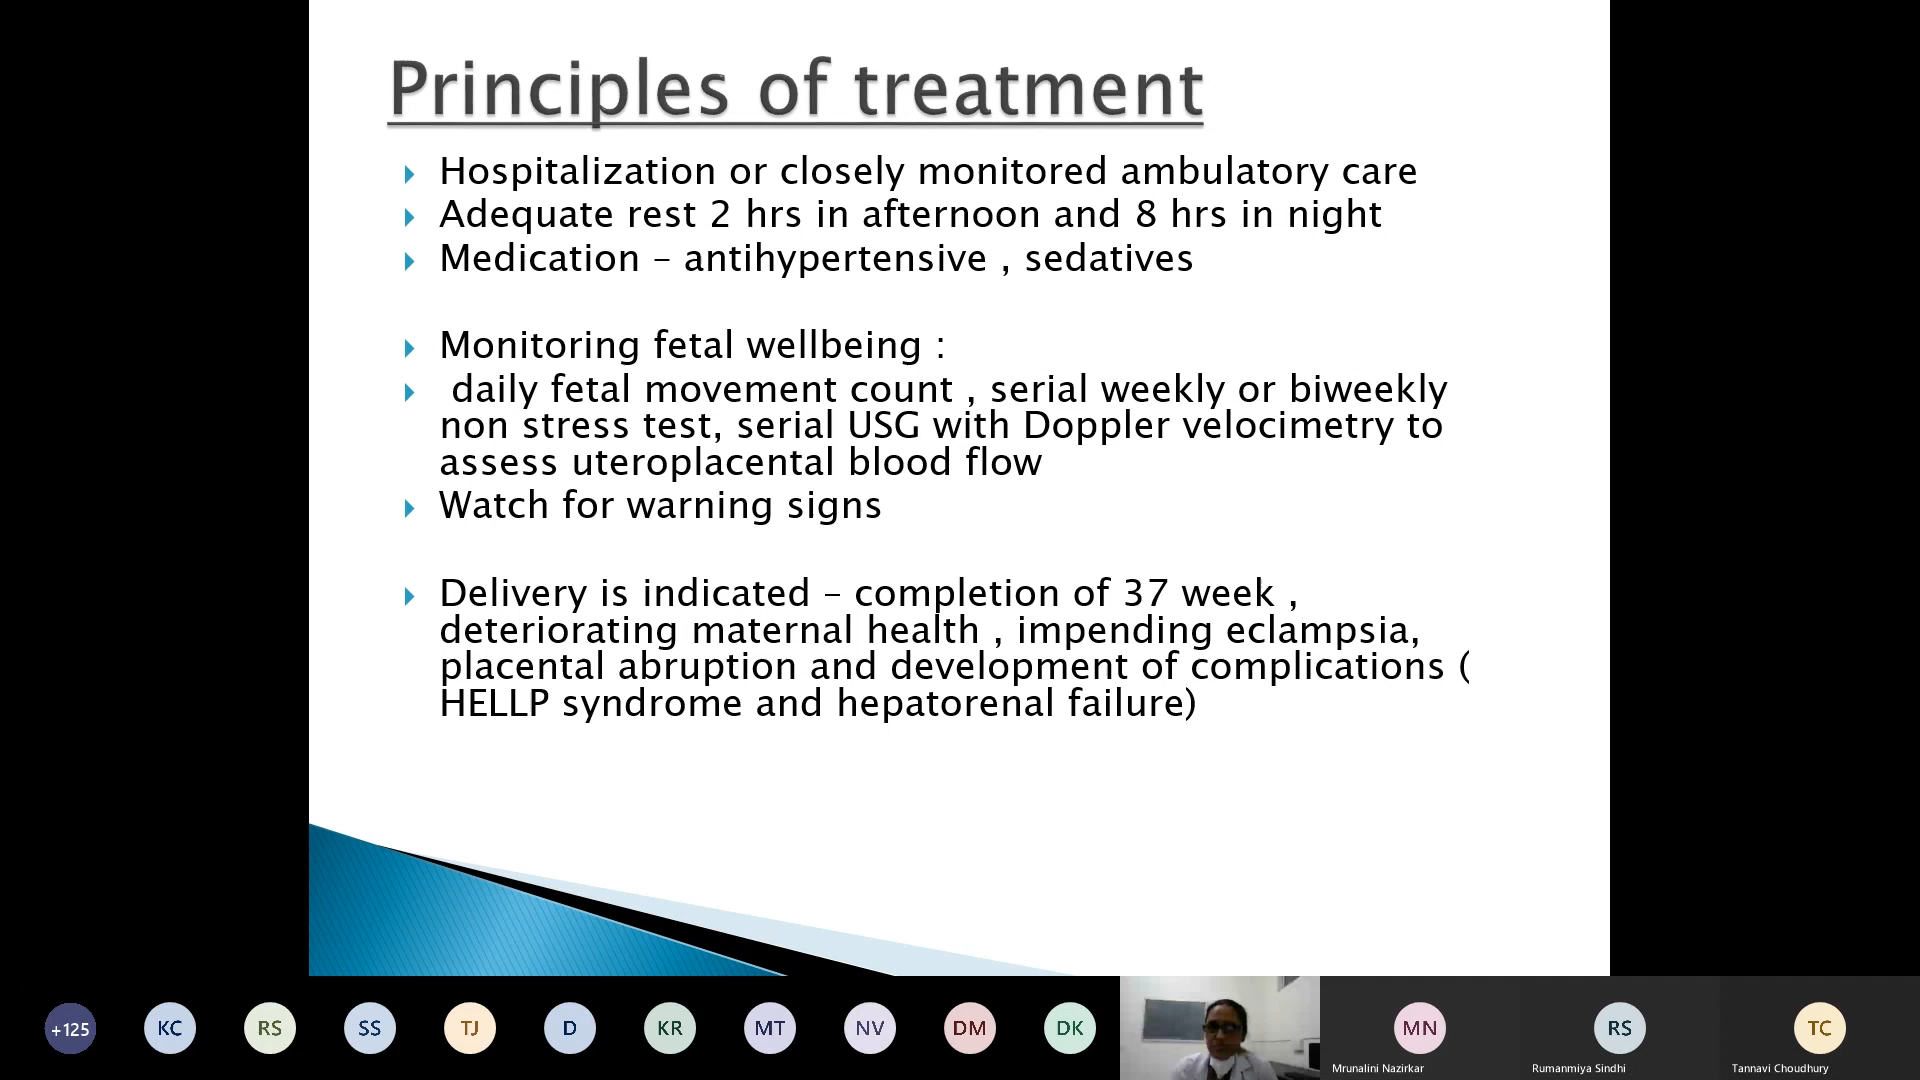 Principles of treatment
Hospitalization or closely monitored ambulatory care
Adequate rest 2 hrs in afternoon and 8 hrs in night
Medication – antihypertensive , sedatives
Monitoring fetal wellbeing :
daily fetal movement count , serial weekly or biweekly
non stress test, serial USG with Doppler velocimetry to
assess uteroplacental blood flow
Watch for warning signs
Delivery is indicated – completion of 37 week ,
deteriorating maternal health , impending eclampsia,
placental abruption and development of complications (
HELLP syndrome and hepatorenal failure)
+125
KC
RS
SS
TJ
D
KR
MT
NV
DM
DK
MN
Mrunalini Nazirkar
RS
Rumanmiya Sindhi
TC
Tannavi Choudhury